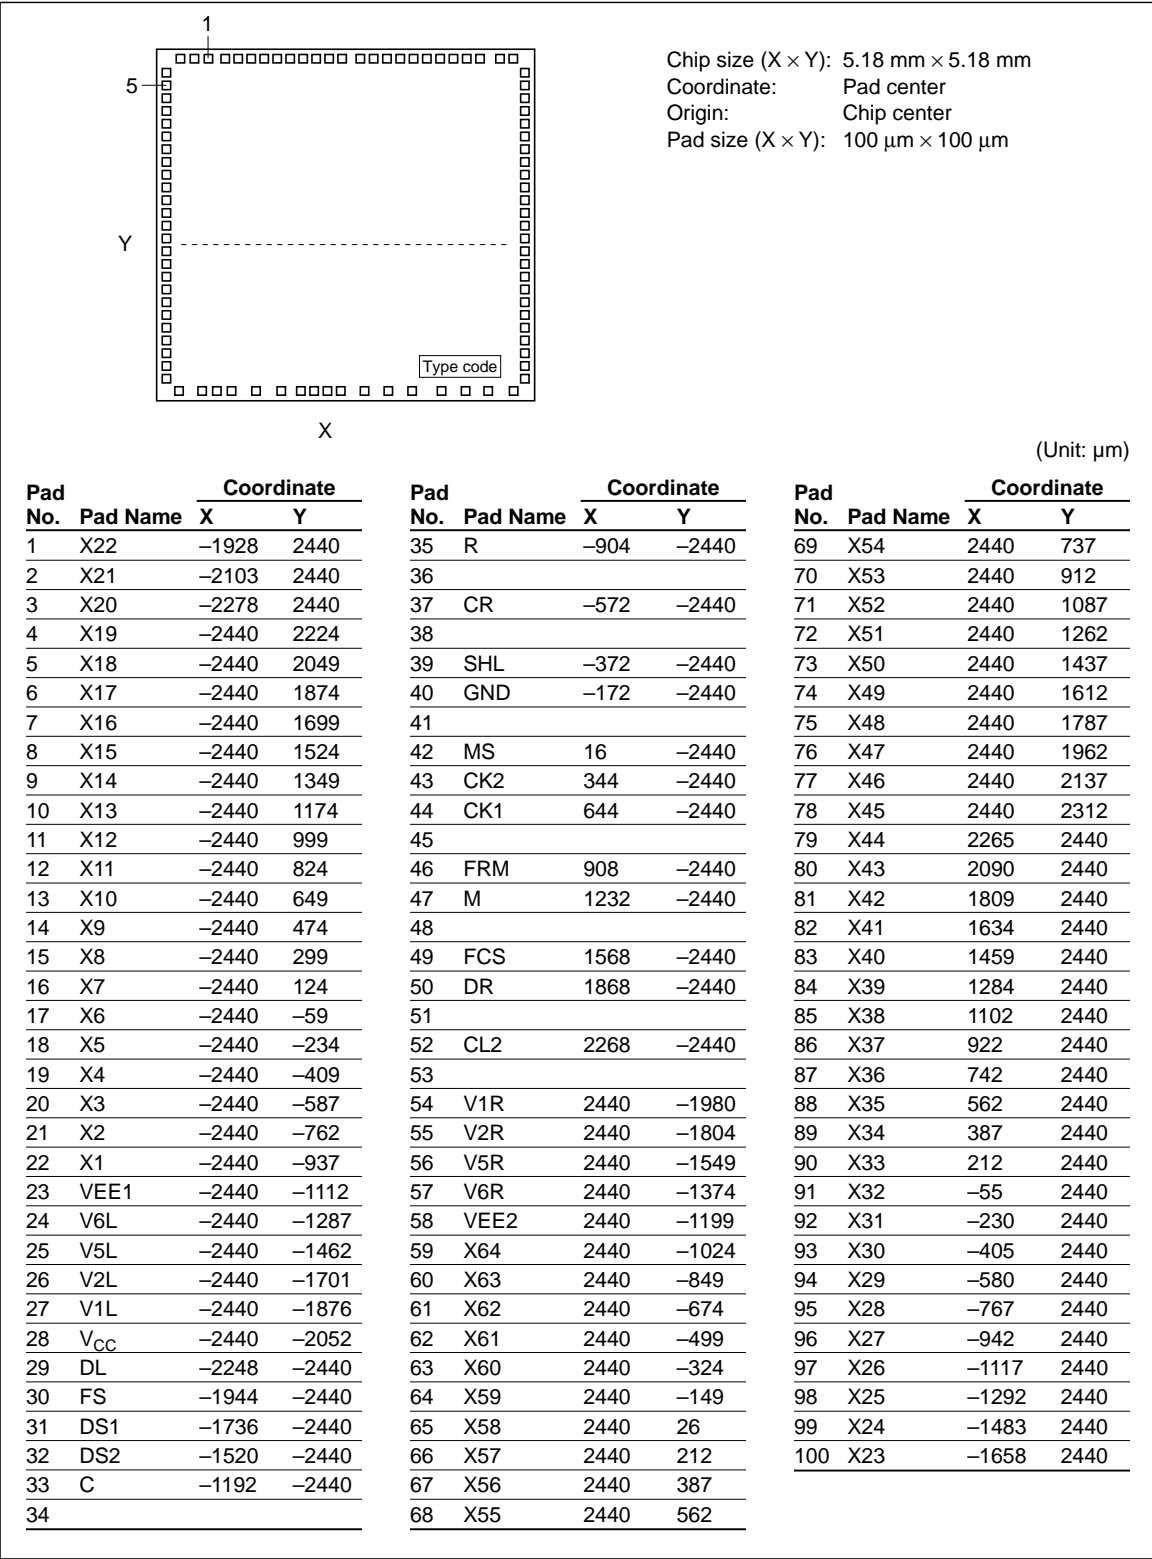 1
5
Y
Type code
X
Chip size (X × Y): 5.18 mm × 5.18 mm
Coordinate: Pad center
Origin: Chip center
Pad size (X × Y): 100 µm × 100 µm
(Unit: µm)
Pad Coordinate
No. Pad Name X Y
1 X22 –1928 2440
2 X21 –2103 2440
3 X20 –2278 2440
4 X19 –2440 2224
5 X18 –2440 2049
6 X17 –2440 1874
7 X16 –2440 1699
8 X15 –2440 1524
9 X14 –2440 1349
10 X13 –2440 1174
11 X12 –2440 999
12 X11 –2440 824
13 X10 –2440 649
14 X9 –2440 474
15 X8 –2440 299
16 X7 –2440 124
17 X6 –2440 –59
18 X5 –2440 –234
19 X4 –2440 –409
20 X3 –2440 –587
21 X2 –2440 –762
22 X1 –2440 –937
23 VEE1 –2440 –1112
24 V6L –2440 –1287
25 V5L –2440 –1462
26 V2L –2440 –1701
27 V1L –2440 –1876
28 VCC –2440 –2052
29 DL –2248 –2440
30 FS –1944 –2440
31 DS1 –1736 –2440
32 DS2 –1520 –2440
33 C –1192 –2440
34
Pad Coordinate
No. Pad Name X Y
35 R –904 –2440
36
37 CR –572 –2440
38
39 SHL –372 –2440
40 GND –172 –2440
41
42 MS 16 –2440
43 CK2 344 –2440
44 CK1 644 –2440
45
46 FRM 908 –2440
47 M 1232 –2440
48
49 FCS 1568 –2440
50 DR 1868 –2440
51
52 CL2 2268 –2440
53
54 V1R 2440 –1980
55 V2R 2440 –1804
56 V5R 2440 –1549
57 V6R 2440 –1374
58 VEE2 2440 –1199
59 X64 2440 –1024
60 X63 2440 –849
61 X62 2440 –674
62 X61 2440 –499
63 X60 2440 –324
64 X59 2440 –149
65 X58 2440 26
66 X57 2440 212
67 X56 2440 387
68 X55 2440 562
Pad Coordinate
No. Pad Name X Y
69 X54 2440 737
70 X53 2440 912
71 X52 2440 1087
72 X51 2440 1262
73 X50 2440 1437
74 X49 2440 1612
75 X48 2440 1787
76 X47 2440 1962
77 X46 2440 2137
78 X45 2440 2312
79 X44 2265 2440
80 X43 2090 2440
81 X42 1809 2440
82 X41 1634 2440
83 X40 1459 2440
84 X39 1284 2440
85 X38 1102 2440
86 X37 922 2440
87 X36 742 2440
88 X35 562 2440
89 X34 387 2440
90 X33 212 2440
91 X32 –55 2440
92 X31 –230 2440
93 X30 –405 2440
94 X29 –580 2440
95 X28 –767 2440
96 X27 –942 2440
97 X26 –1117 2440
98 X25 –1292 2440
99 X24 –1483 2440
100 X23 –1658 2440